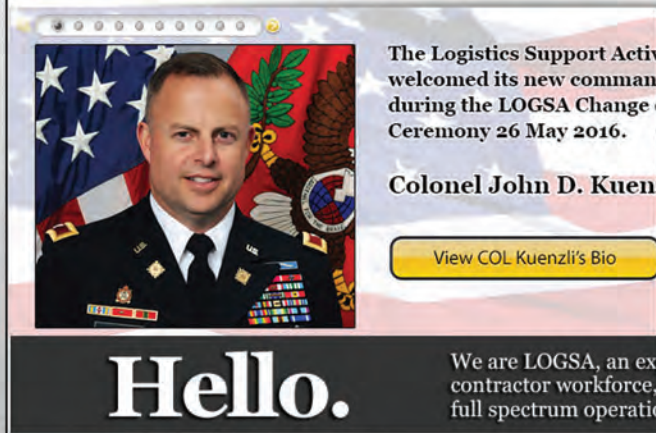 The Logistics Support Activ
welcomed its new comman
during the LOGSA Change
Ceremony 26 May 2016.
Colonel John D. Kuen
View COL Kuenzli's Bio
Hello.
We are LOGSA, an ex
contractor workforce,
full spectrum operatio